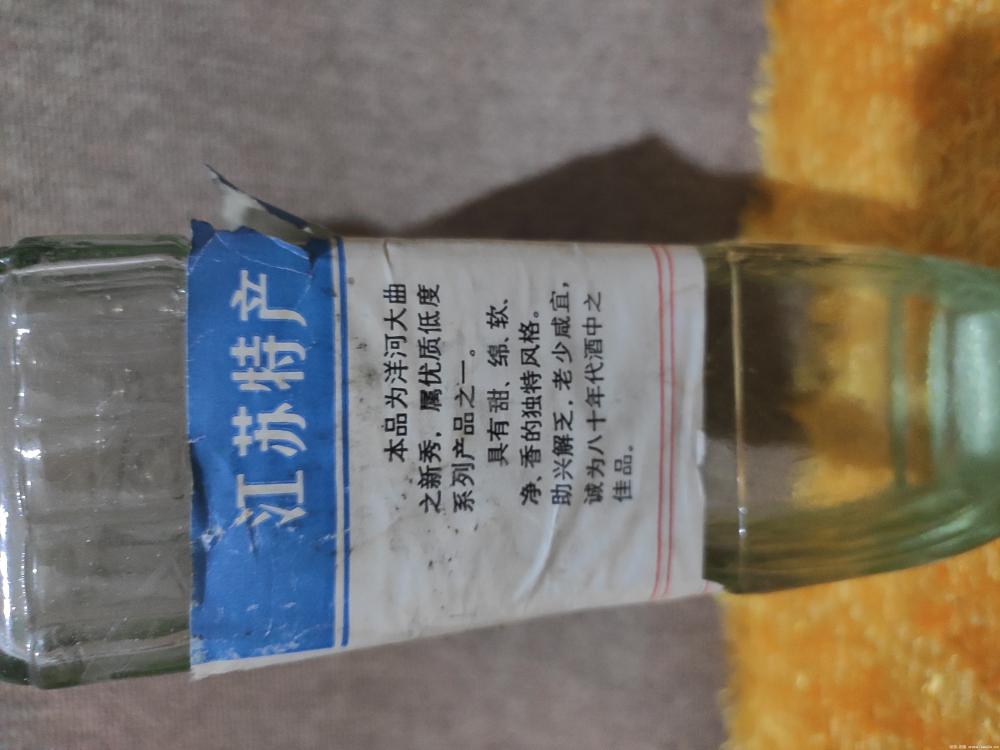 江苏特产
本品为洋河大曲
之新秀，属优质低度
系列产品之一。
具有甜、绵、软、
净、香的独特风格。
助兴解乏，老少咸宜，
诚为八十年代酒中之
佳品。